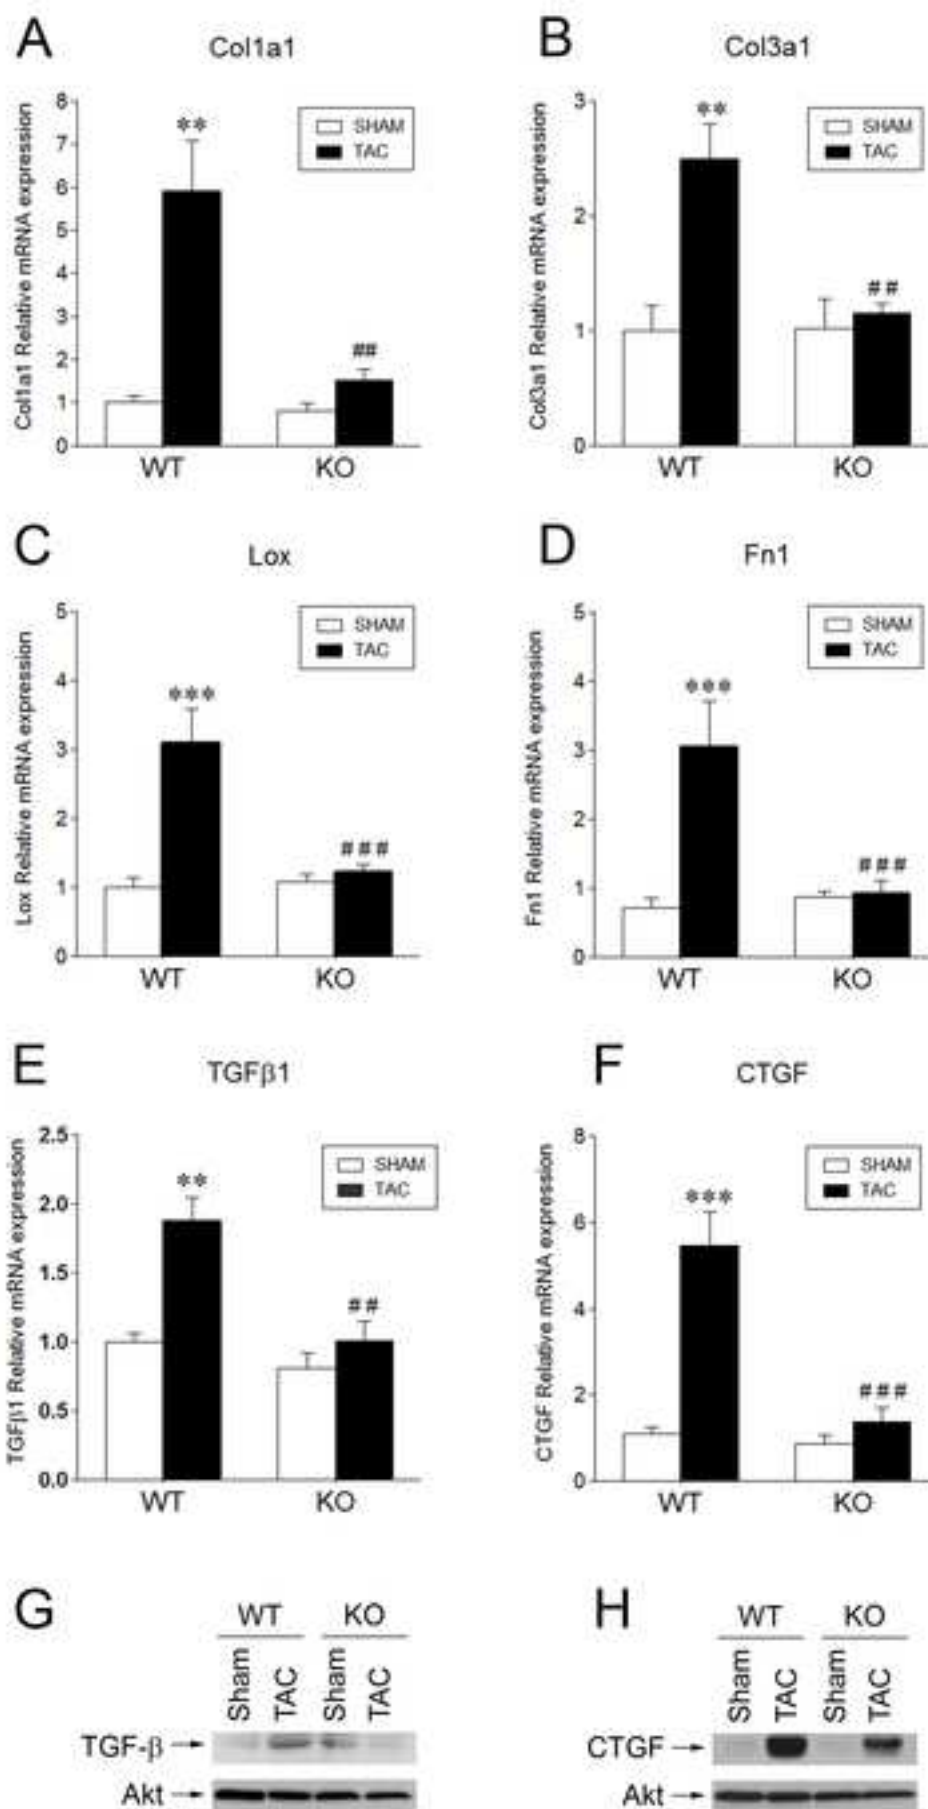 A
Col1a1
Col1a1 Relative mRNA expression
8
7
6
5
4
3
2
1
0
**
##
SHAM
TAC
WT
KO
B
Col3a1
Col3a1 Relative mRNA expression
3
2
1
0
**
##
SHAM
TAC
WT
KO
C
Lox
Lox Relative mRNA expression
5
4
3
2
1
0
***
###
SHAM
TAC
WT
KO
D
Fn1
Fn1 Relative mRNA expression
5
4
3
2
1
0
***
###
SHAM
TAC
WT
KO
E
TGFβ1
TGFβ1 Relative mRNA expression
2.5
2.0
1.5
1.0
0.5
0.0
**
##
SHAM
TAC
WT
KO
F
CTGF
CTGF Relative mRNA expression
8
6
4
2
0
***
###
SHAM
TAC
WT
KO
G
WT KO
Sham TAC Sham TAC
TGF-β
Akt
H
WT KO
Sham TAC Sham TAC
CTGF
Akt